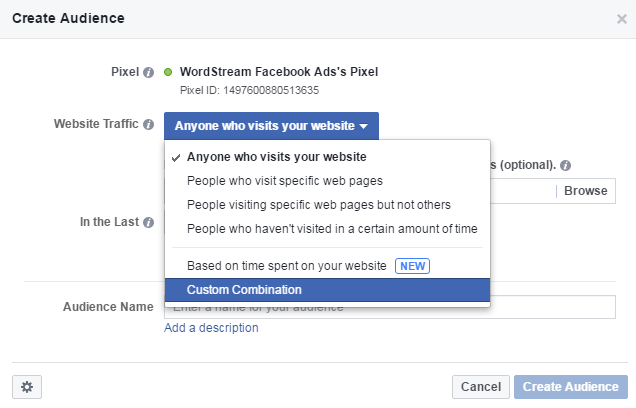 Create Audience
Pixel WordStream Facebook Ads's Pixel
Pixel ID: 1497600880513635
Website Traffic Anyone who visits your website
Anyone who visits your website
s (optional).
People who visit specific web pages
Browse
People visiting specific web pages but not others
In the Last
People who haven't visited in a certain amount of time
Based on time spent on your website NEW
Custom Combination
Audience Name Enter a name for your audience
Add a description
Cancel Create Audience